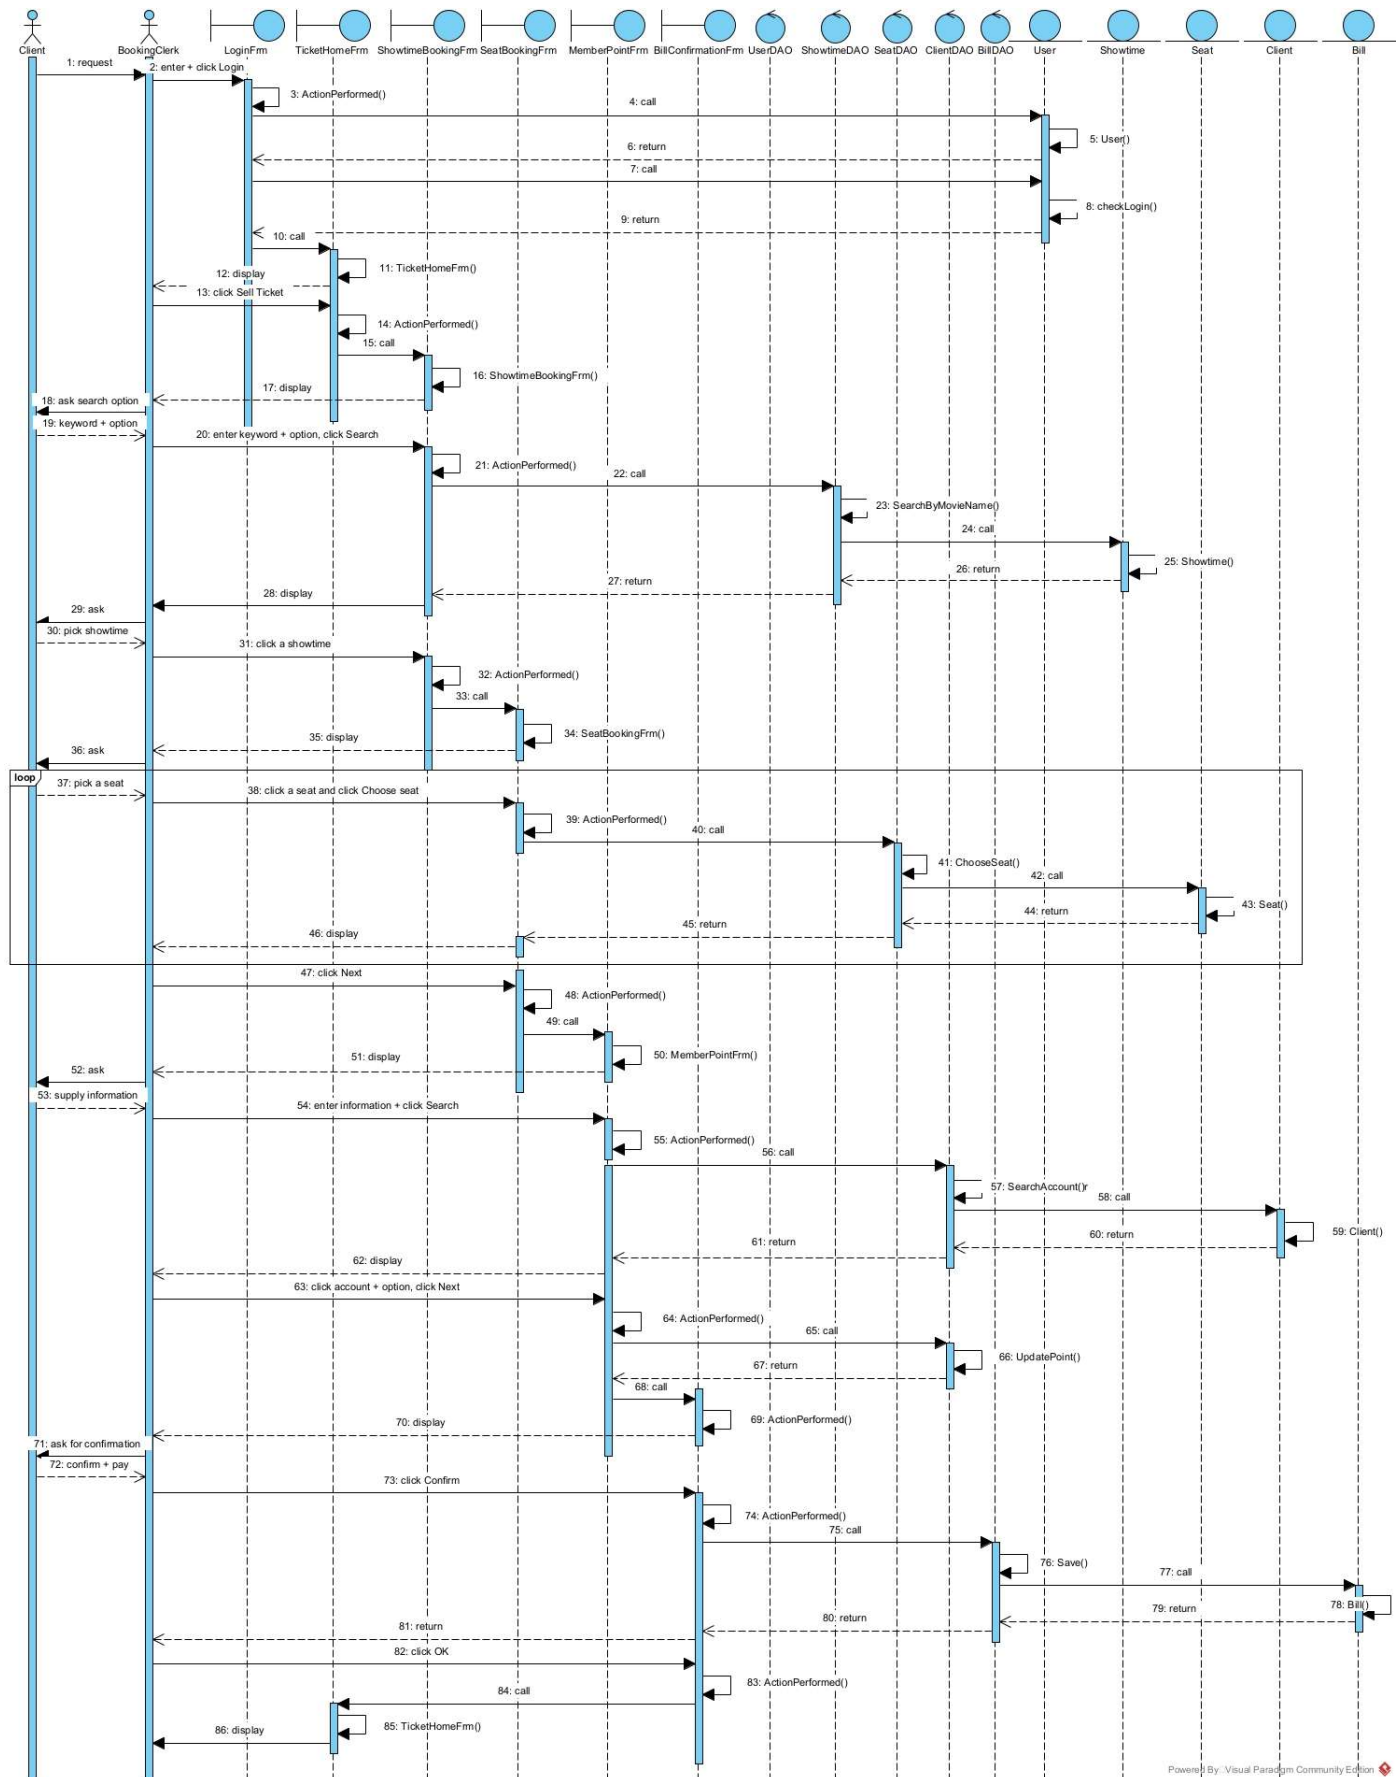 Client
BookingClerk
LoginFrm
TicketHomeFrm
ShowtimeBookingFrm
SeatBookingFrm
MemberPointFrm
BillConfirmationFrm
UserDAO
ShowtimeDAO
SeatDAO
ClientDAO
BillDAO
User
Showtime
Seat
Client
Bill
1: request
2: enter + click Login
3: ActionPerformed()
4: call
5: User()
6: return
7: call
8: checkLogin()
9: return
10: call
11: TicketHomeFrm()
12: display
13: click Sell Ticket
14: ActionPerformed()
15: call
16: ShowtimeBookingFrm()
17: display
18: ask search option
19: keyword + option
20: enter keyword + option, click Search
21: ActionPerformed()
22: call
23: SearchByMovieName()
24: call
25: Showtime()
26: return
27: return
28: display
29: ask
30: pick showtime
31: click a showtime
32: ActionPerformed()
33: call
34: SeatBookingFrm()
35: display
36: ask
loop
37: pick a seat
38: click a seat and click Choose seat
39: ActionPerformed()
40: call
41: ChooseSeat()
42: call
43: Seat()
44: return
45: return
46: display
47: click Next
48: ActionPerformed()
49: call
50: MemberPointFrm()
51: display
52: ask
53: supply information
54: enter information + click Search
55: ActionPerformed()
56: call
57: SearchAccount()r
58: call
59: Client()
60: return
61: return
62: display
63: click account + option, click Next
64: ActionPerformed()
65: call
66: UpdatePoint()
67: return
68: call
69: ActionPerformed()
70: display
71: ask for confirmation
72: confirm + pay
73: click Confirm
74: ActionPerformed()
75: call
76: Save()
77: call
78: Bill()
79: return
80: return
81: return
82: click OK
83: ActionPerformed()
84: call
85: TicketHomeFrm()
86: display
Powered By Visual Paradigm Community Edition